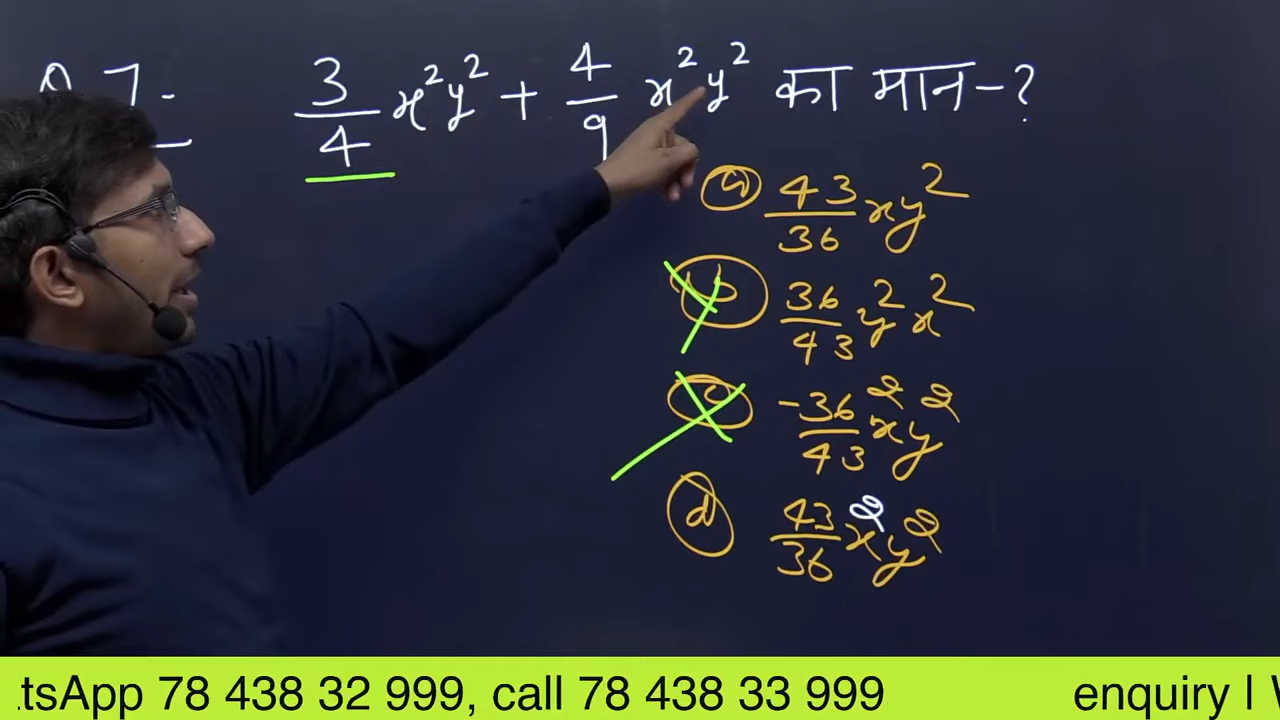 7:- 3/4 x²y² + 4/9 x²y² का मान-?
(a) 43/36 xy²
(b) 36/43 y²x²
(c) -36/43 x²y²
(d) 43/36 x²y²
tsApp 78 438 32 999, call 78 438 33 999 enquiry I